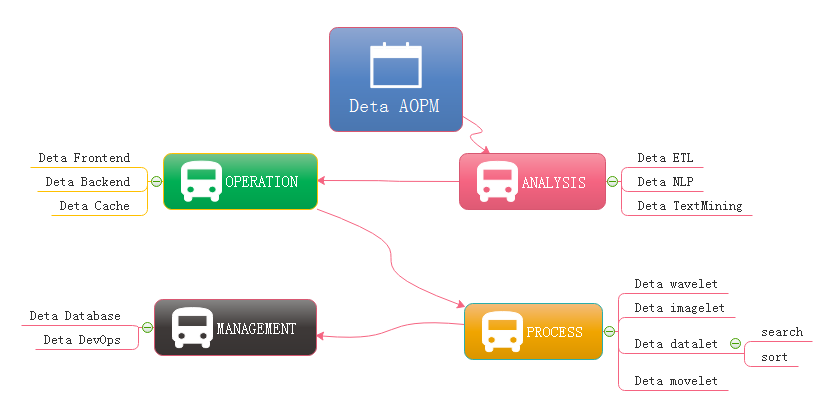 Deta AOPM
Deta Frontend
Deta Backend
Deta Cache
OPERATION
ANALYSIS
Deta ETL
Deta NLP
Deta TextMining
Deta Database
Deta DevOps
MANAGEMENT
PROCESS
Deta wavelet
Deta imagelet
Deta datalet
search
sort
Deta movelet